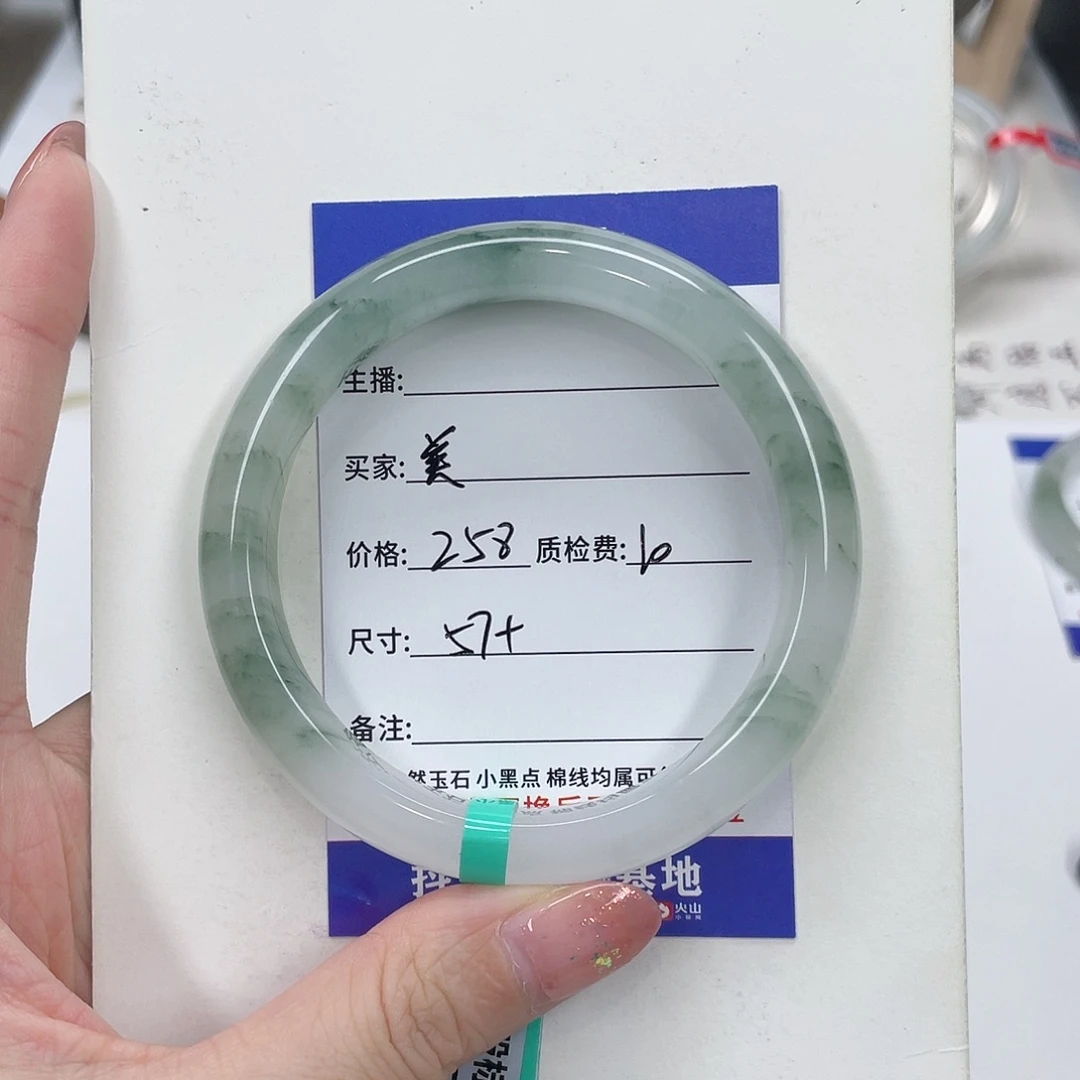 主播:
买家: 美
价格: 258 质检费: 10
尺寸: 57+
备注:
然玉石 小黑点 棉线均属可
基地
火山